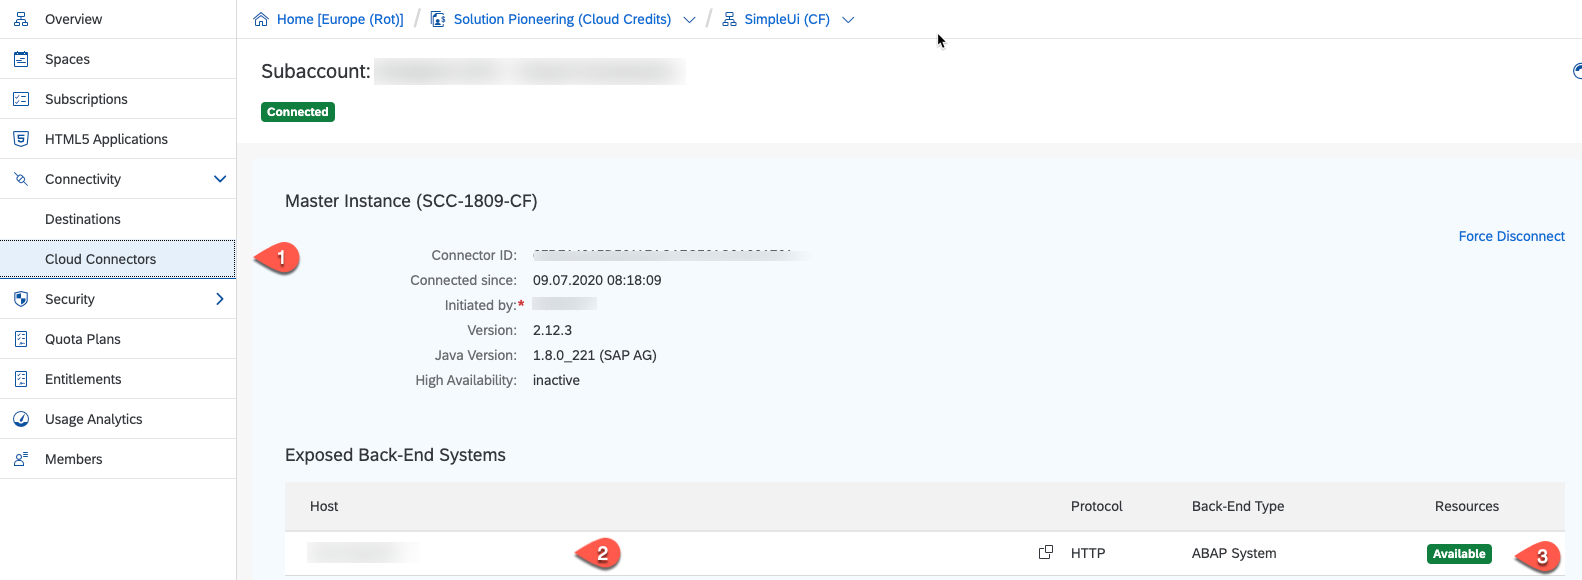 Overview
Spaces
Subscriptions
HTML5 Applications
Connectivity
Destinations
Cloud Connectors
Security
Quota Plans
Entitlements
Usage Analytics
Members
Home [Europe (Rot)] / Solution Pioneering (Cloud Credits) / SimpleUi (CF)
Subaccount:
Connected
Master Instance (SCC-1809-CF)
Force Disconnect
Connector ID:
Connected since: 09.07.2020 08:18:09
Initiated by:*
Version: 2.12.3
Java Version: 1.8.0_221 (SAP AG)
High Availability: inactive
1
Exposed Back-End Systems
Host Protocol Back-End Type Resources
2 HTTP ABAP System Available 3